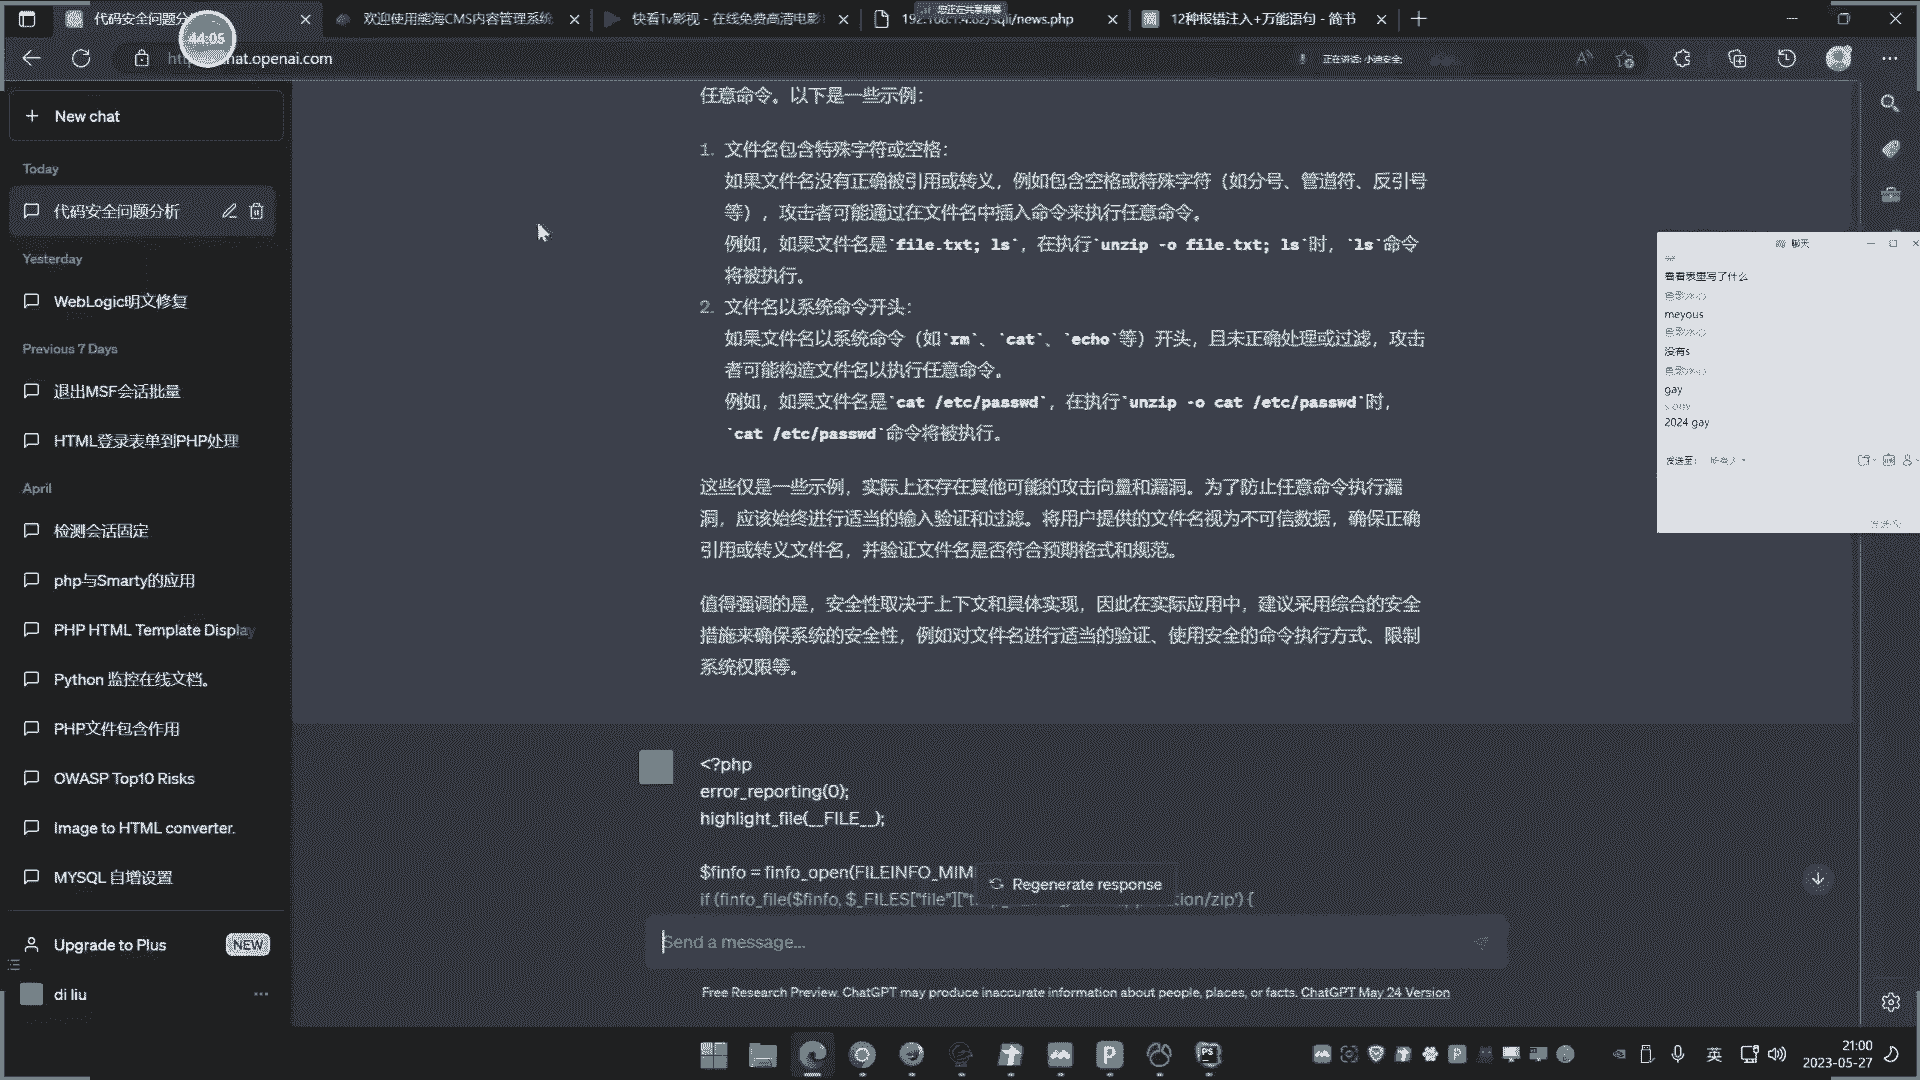 代码安全问题分
欢迎使用熊海CMS内容管理系统
快看Tv影视 - 在线免费高清电影
sqli/news.php
12种报错注入+万能语句 - 简书
44:05
hat.openai.com
New chat
任意命令。以下是一些示例：
Today
1. 文件名包含特殊字符或空格：
如果文件名没有正确被引用或转义，例如包含空格或特殊字符（如分号、管道符、反引号
代码安全问题分析
等），攻击者可能通过在文件名中插入命令来执行任意命令。
例如，如果文件名是`file.txt; ls`，在执行`unzip -o file.txt; ls`时，`ls`命令
将被执行。
Yesterday
WebLogic明文修复
2. 文件名以系统命令开头：
如果文件名以系统命令（如`rm`、`cat`、`echo`等）开头，且未正确处理或过滤，攻击
者可能构造文件名以执行任意命令。
Previous 7 Days
退出MSF会话批量
例如，如果文件名是`cat /etc/passwd`，在执行`unzip -o cat /etc/passwd`时，
`cat /etc/passwd`命令将被执行。
HTML登录表单到PHP处理
April
这些仅是一些示例，实际上还存在其他可能的攻击向量和漏洞。为了防止任意命令执行漏
洞，应该始终进行适当的输入验证和过滤。将用户提供的文件名视为不可信数据，确保正确
引用或转义文件名，并验证文件名是否符合预期格式和规范。
检测会话固定
php与Smarty的应用
PHP HTML Template Display
值得强调的是，安全性取决于上下文和具体实现，因此在实际应用中，建议采用综合的安全
措施来确保系统的安全性，例如对文件名进行适当的验证、使用安全的命令执行方式、限制
系统权限等。
Python 监控在线文档。
PHP文件包含作用
OWASP Top10 Risks
Image to HTML converter.
MYSQL 自增设置
<?php
error_reporting(0);
highlight_file(__FILE__);
$finfo = finfo_open(FILEINFO_MIM
if (finfo_file($finfo, $_FILES["file"]["t
Regenerate response
Send a message...
Upgrade to Plus
NEW
di liu
Free Research Preview. ChatGPT may produce inaccurate information about people, places, or facts. ChatGPT May 24 Version
聊天
看看表里写了什么
meyous
没有s
gay
2024 gay
发送至：
英
21:00
2023-05-27